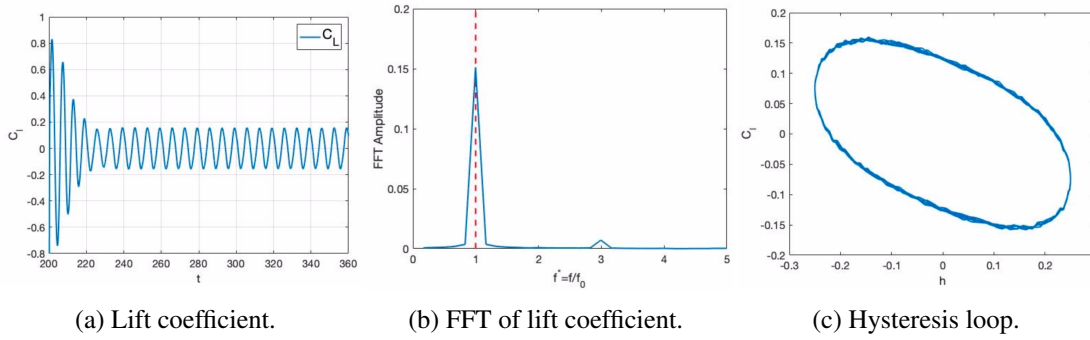 C_L
1
0.8
0.6
0.4
0.2
0
-0.2
-0.4
-0.6
-0.8
C_l
200 220 240 260 280 300 320 340 360
t
0.2
0.15
0.1
0.05
0
FFT Amplitude
0 1 2 3 4 5
f*=f/f_0
0.2
0.15
0.1
0.05
0
-0.05
-0.1
-0.15
-0.2
C_l
-0.3 -0.2 -0.1 0 0.1 0.2
h
(a) Lift coefficient.
(b) FFT of lift coefficient.
(c) Hysteresis loop.